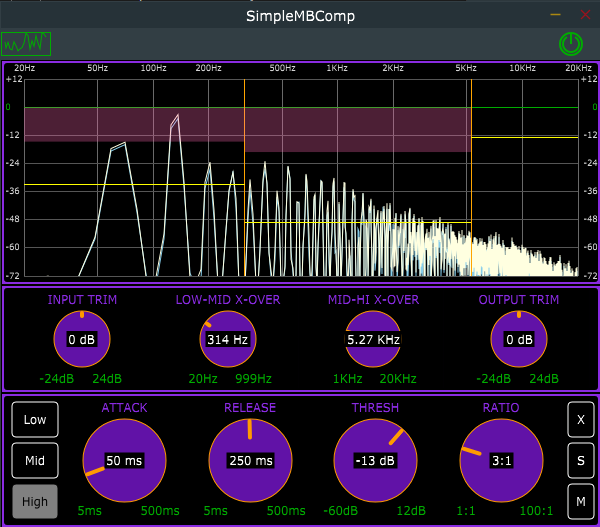 SimpleMBComp
20Hz 50Hz 100Hz 200Hz 500Hz 1KHz 2KHz 5KHz 10KHz 20KHz
+12 +12
0 0
-12 -12
-24 -24
-36 -36
-48 -48
-60 -60
-72 -72
INPUT TRIM LOW-MID X-OVER MID-HI X-OVER OUTPUT TRIM
0 dB 314 Hz 5.27 KHz 0 dB
-24dB 24dB 20Hz 999Hz 1KHz 20KHz -24dB 24dB
ATTACK RELEASE THRESH RATIO
Low X
50 ms 250 ms -13 dB 3:1
Mid S
High M
5ms 500ms 5ms 500ms -60dB 12dB 1:1 100:1